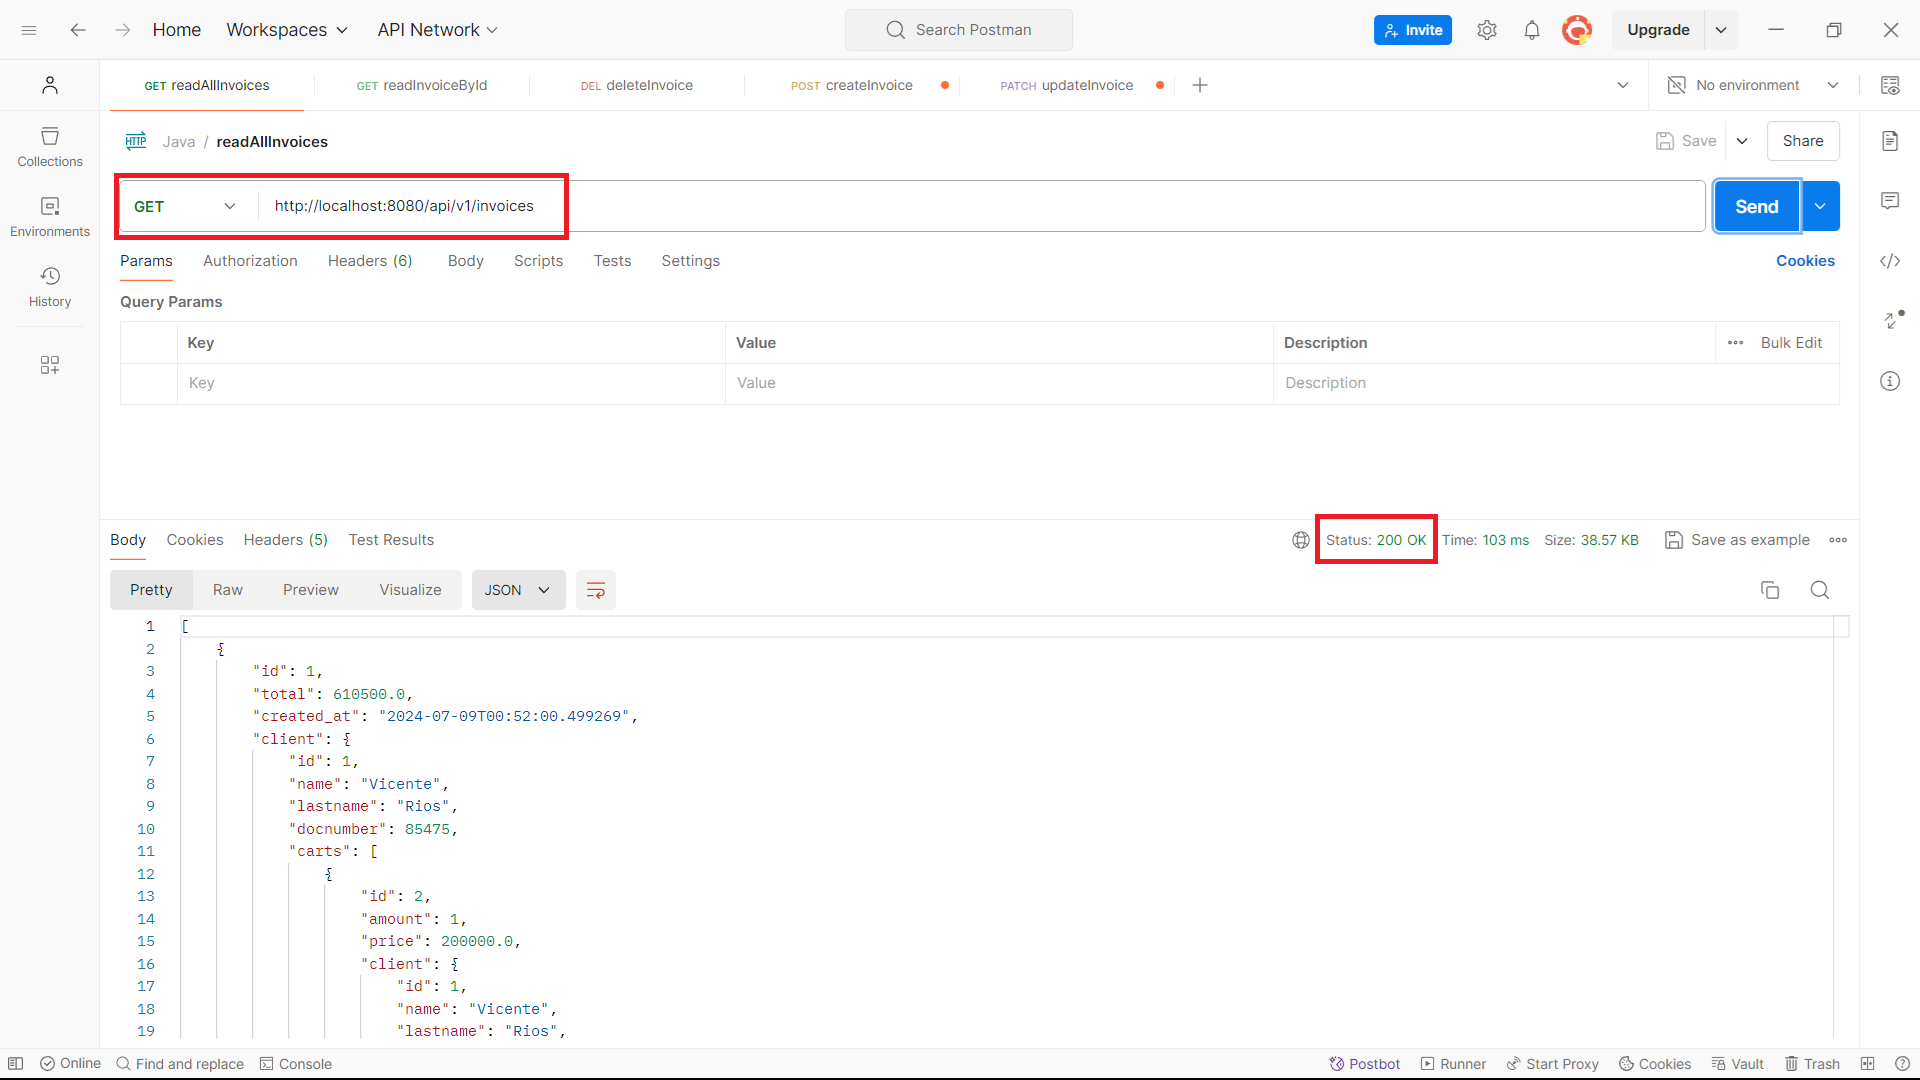 Home Workspaces API Network Search Postman Invite Upgrade
GET readAllInvoices GET readInvoiceById DEL deleteInvoice POST createInvoice PATCH updateInvoice No environment
HTTP Java / readAllInvoices Save Share
Collections
GET http://localhost:8080/api/v1/invoices Send
Environments
Params Authorization Headers (6) Body Scripts Tests Settings Cookies
History
Query Params
Key Value Description Bulk Edit
Key Value Description
Body Cookies Headers (5) Test Results Status: 200 OK Time: 103 ms Size: 38.57 KB Save as example
Pretty Raw Preview Visualize JSON
1 [
2 {
3 "id": 1,
4 "total": 610500.0,
5 "created_at": "2024-07-09T00:52:00.499269",
6 "client": {
7 "id": 1,
8 "name": "Vicente",
9 "lastname": "Rios",
10 "docnumber": 85475,
11 "carts": [
12 {
13 "id": 2,
14 "amount": 1,
15 "price": 200000.0,
16 "client": {
17 "id": 1,
18 "name": "Vicente",
19 "lastname": "Rios",
Online Find and replace Console Postbot Runner Start Proxy Cookies Vault Trash